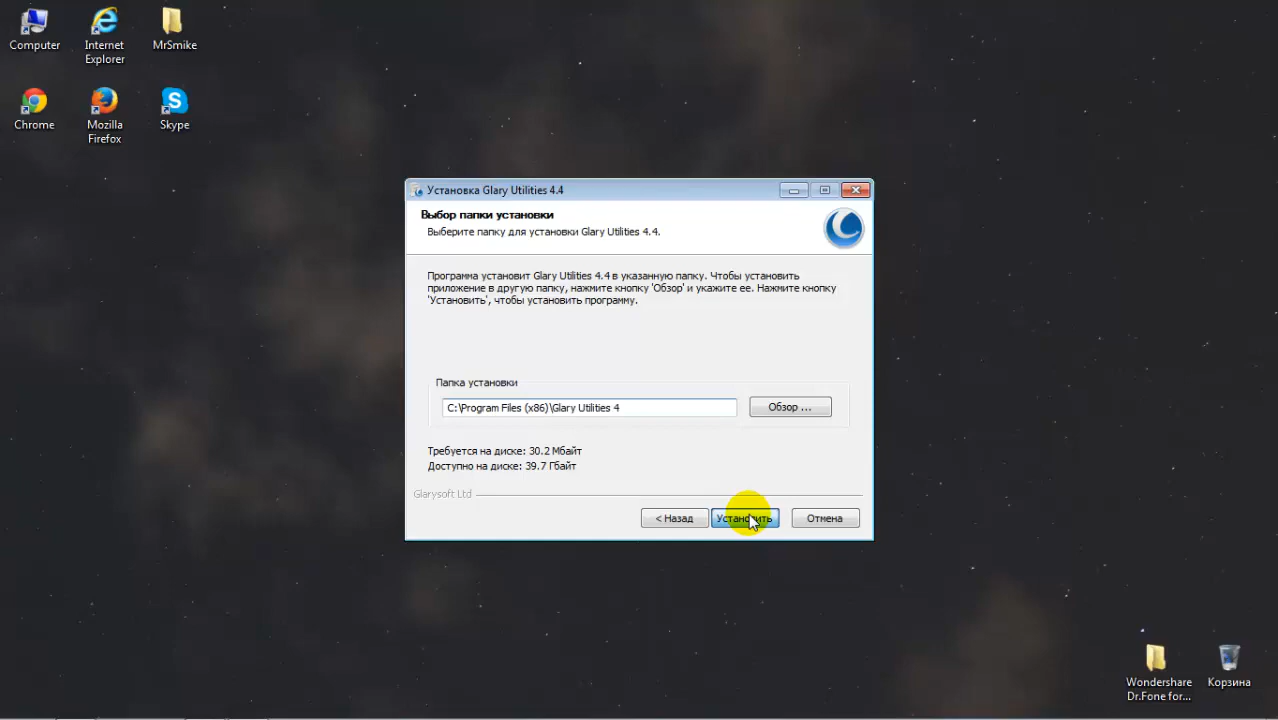 Computer
Internet
Explorer
MrSmike
Chrome
Mozilla
Firefox
Skype
Установка Glary Utilities 4.4
Выбор папки установки
Выберите папку для установки Glary Utilities 4.4.
Программа установит Glary Utilities 4.4 в указанную папку. Чтобы установить
приложение в другую папку, нажмите кнопку 'Обзор' и укажите ее. Нажмите кнопку
'Установить', чтобы установить программу.
Папка установки
C:\Program Files (x86)\Glary Utilities 4
Обзор ...
Требуется на диске: 30.2 Мбайт
Доступно на диске: 39.7 Гбайт
Glarysoft Ltd
< Назад
Установить
Отмена
Wondershare
Dr.Fone for...
Корзина